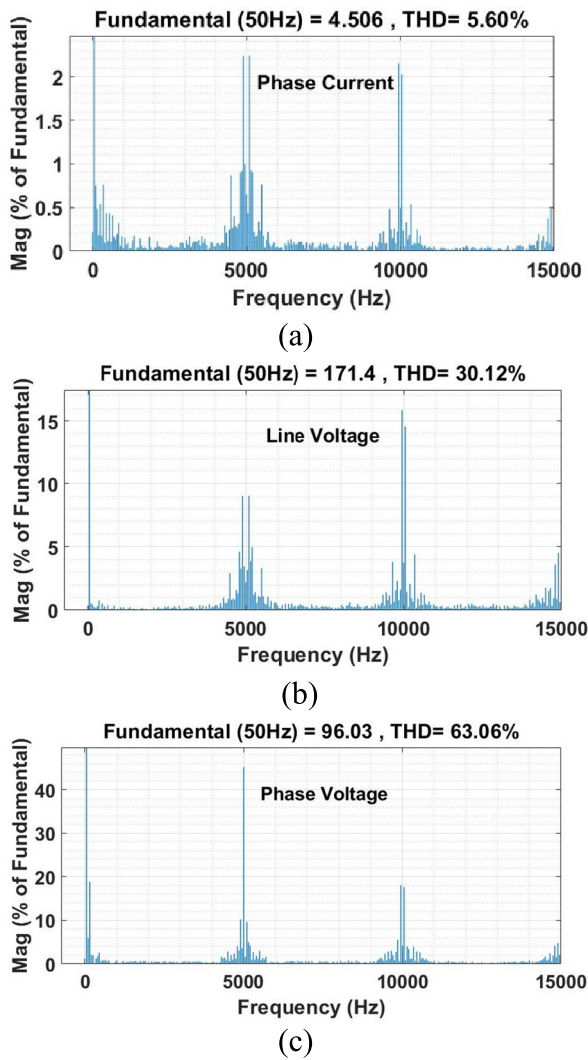 Fundamental (50Hz) = 4.506 , THD= 5.60%
Mag (% of Fundamental)
2
1.5
1
0.5
0
Phase Current
0 5000 10000 15000
Frequency (Hz)
(a)
Fundamental (50Hz) = 171.4 , THD= 30.12%
Mag (% of Fundamental)
15
10
5
0
Line Voltage
0 5000 10000 15000
Frequency (Hz)
(b)
Fundamental (50Hz) = 96.03 , THD= 63.06%
Mag (% of Fundamental)
40
30
20
10
0
Phase Voltage
0 5000 10000 15000
Frequency (Hz)
(c)